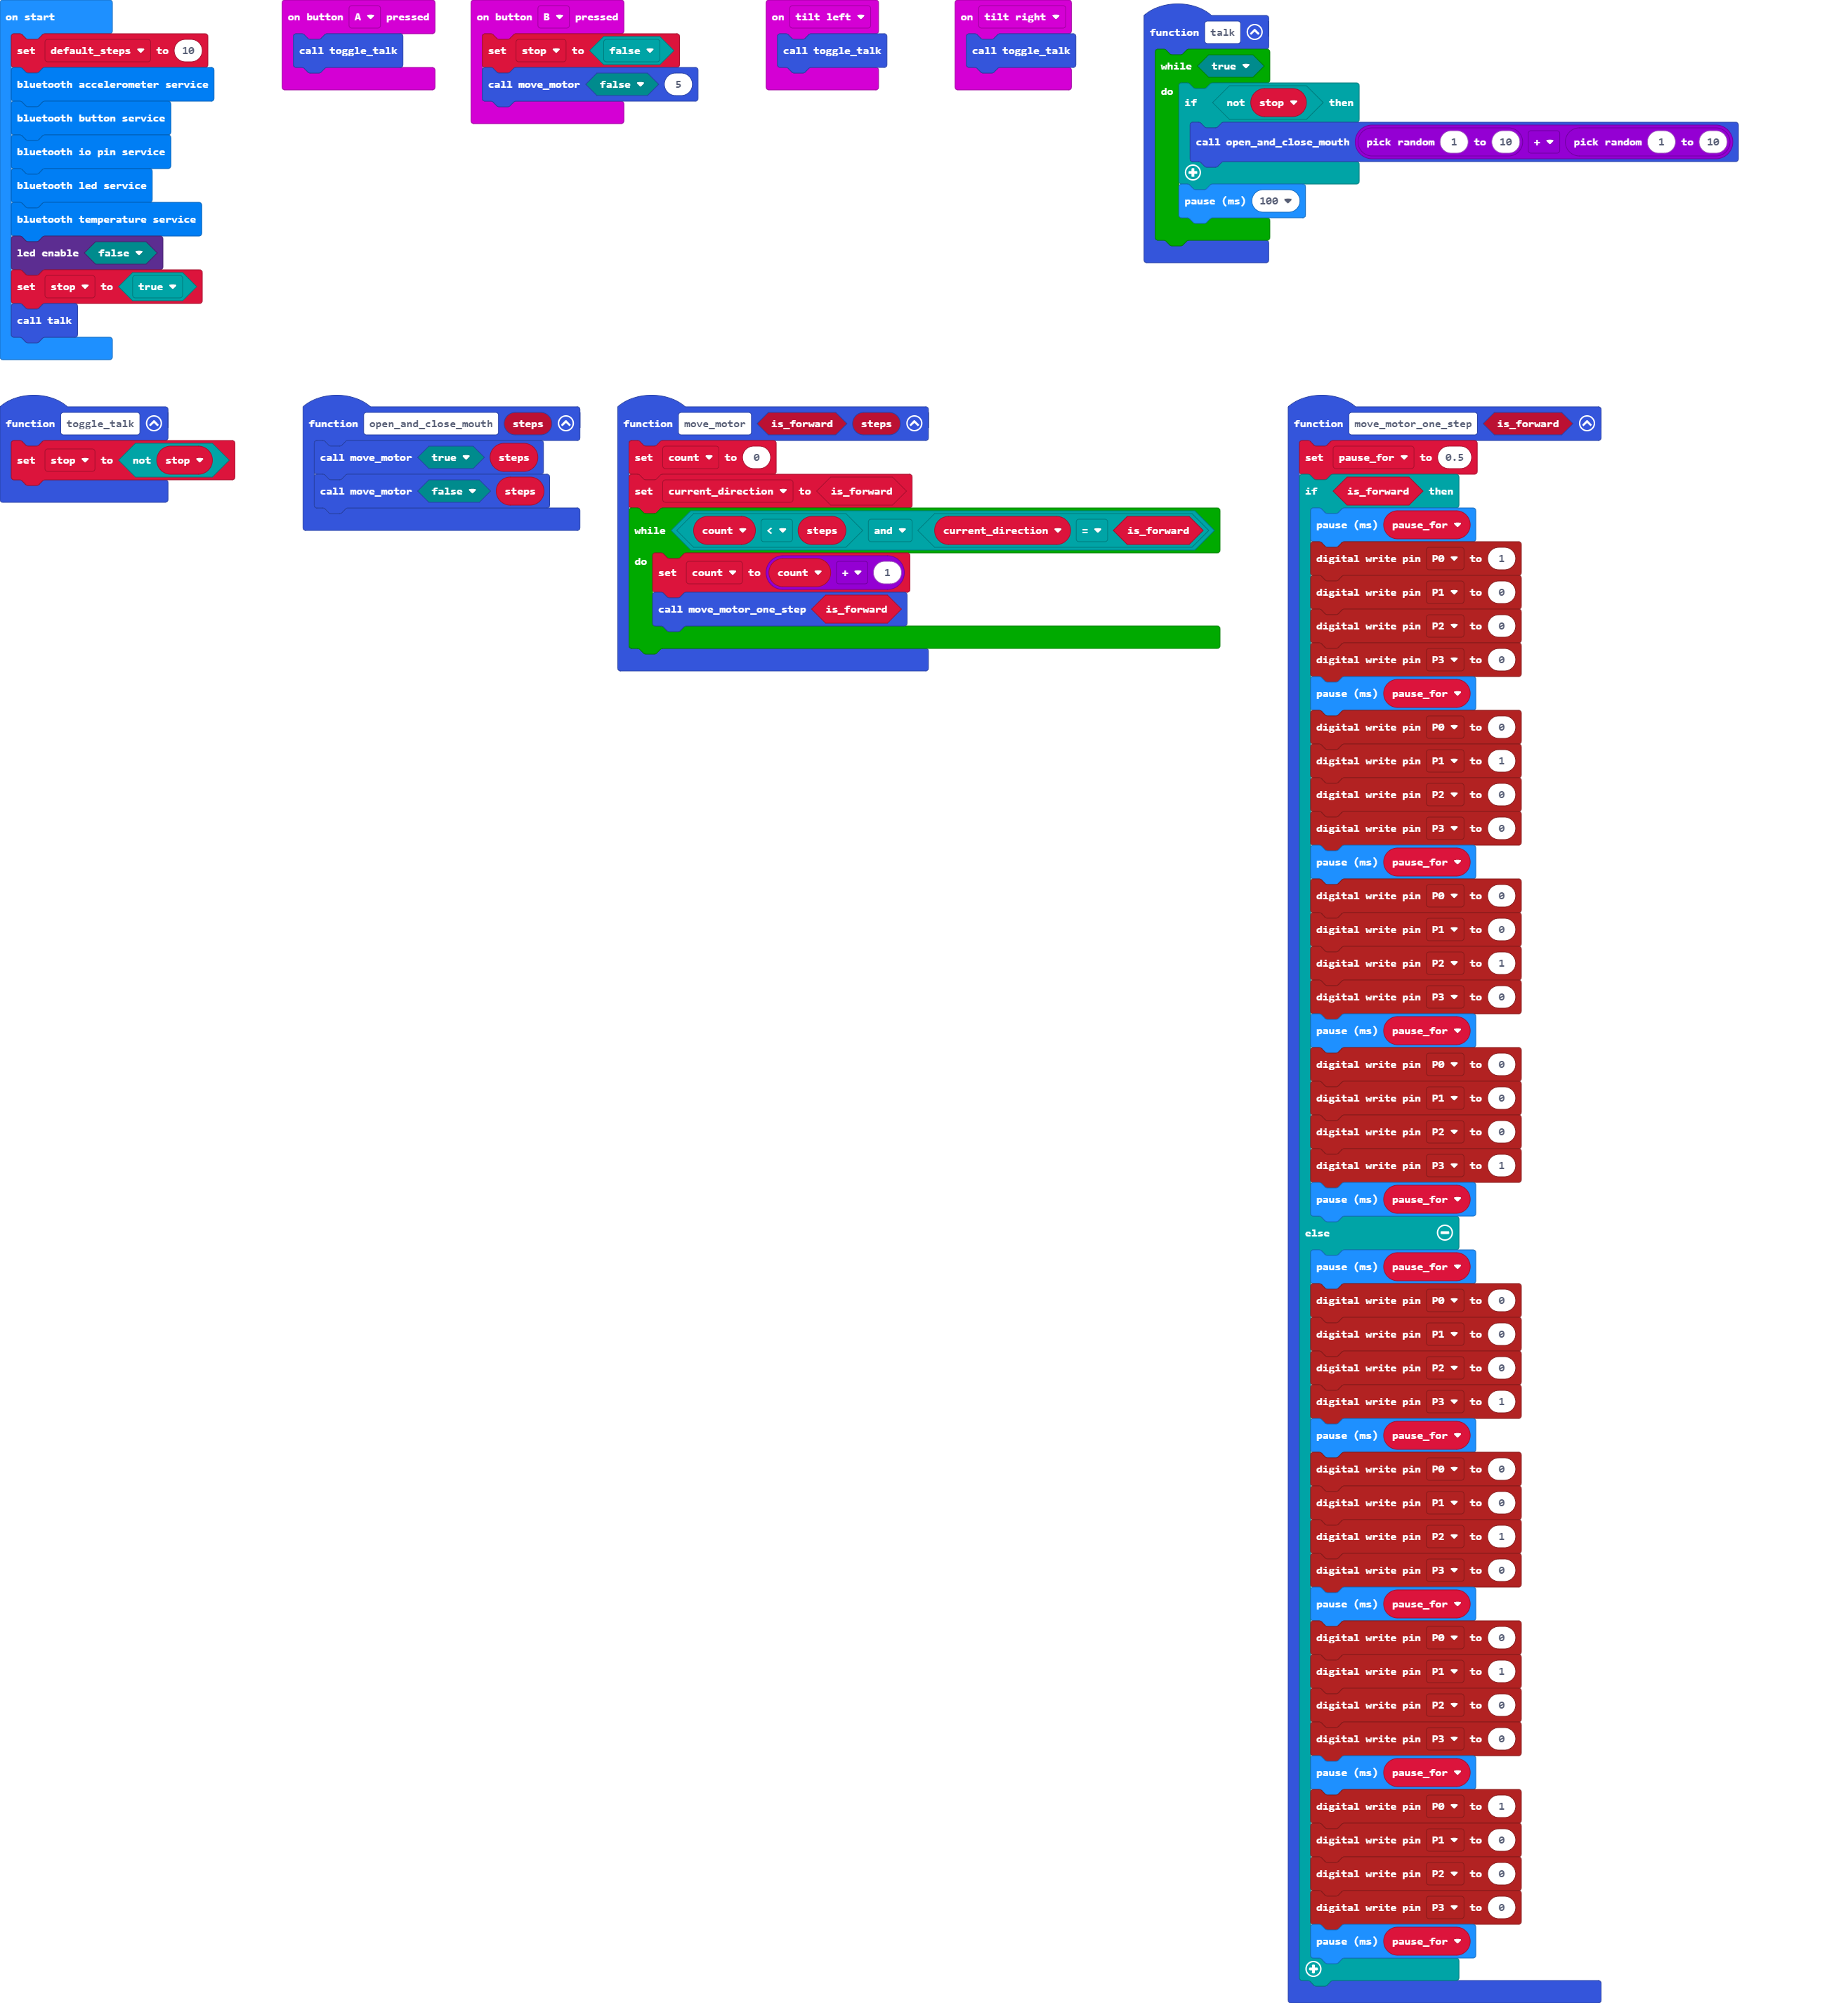 on start
set default_steps to 10
bluetooth accelerometer service
bluetooth button service
bluetooth io pin service
bluetooth led service
bluetooth temperature service
led enable false
set stop to true
call talk
on button A pressed
call toggle_talk
on button B pressed
set stop to false
call move_motor false 5
on tilt left
call toggle_talk
on tilt right
call toggle_talk
function talk
while true
do
if not stop then
call open_and_close_mouth pick random 1 to 10 + pick random 1 to 10
pause (ms) 100
function toggle_talk
set stop to not stop
function open_and_close_mouth steps
call move_motor true steps
call move_motor false steps
function move_motor is_forward steps
set count to 0
set current_direction to is_forward
while count < steps and current_direction = is_forward
do
set count to count + 1
call move_motor_one_step is_forward
function move_motor_one_step is_forward
set pause_for to 0.5
if is_forward then
pause (ms) pause_for
digital write pin P0 to 1
digital write pin P1 to 0
digital write pin P2 to 0
digital write pin P3 to 0
pause (ms) pause_for
digital write pin P0 to 0
digital write pin P1 to 1
digital write pin P2 to 0
digital write pin P3 to 0
pause (ms) pause_for
digital write pin P0 to 0
digital write pin P1 to 0
digital write pin P2 to 1
digital write pin P3 to 0
pause (ms) pause_for
digital write pin P0 to 0
digital write pin P1 to 0
digital write pin P2 to 0
digital write pin P3 to 1
pause (ms) pause_for
else
pause (ms) pause_for
digital write pin P0 to 0
digital write pin P1 to 0
digital write pin P2 to 0
digital write pin P3 to 1
pause (ms) pause_for
digital write pin P0 to 0
digital write pin P1 to 0
digital write pin P2 to 1
digital write pin P3 to 0
pause (ms) pause_for
digital write pin P0 to 0
digital write pin P1 to 1
digital write pin P2 to 0
digital write pin P3 to 0
pause (ms) pause_for
digital write pin P0 to 1
digital write pin P1 to 0
digital write pin P2 to 0
digital write pin P3 to 0
pause (ms) pause_for